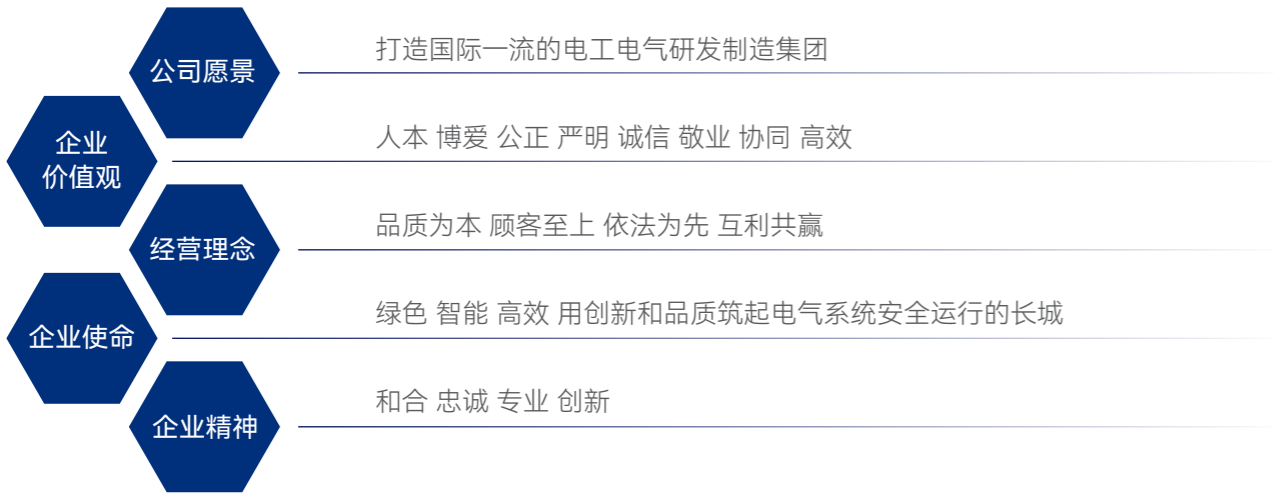 公司愿景
打造国际一流的电工电气研发制造集团
企业
价值观
人本 博爱 公正 严明 诚信 敬业 协同 高效
经营理念
品质为本 顾客至上 依法为先 互利共赢
企业使命
绿色 智能 高效 用创新和品质筑起电气系统安全运行的长城
企业精神
和合 忠诚 专业 创新